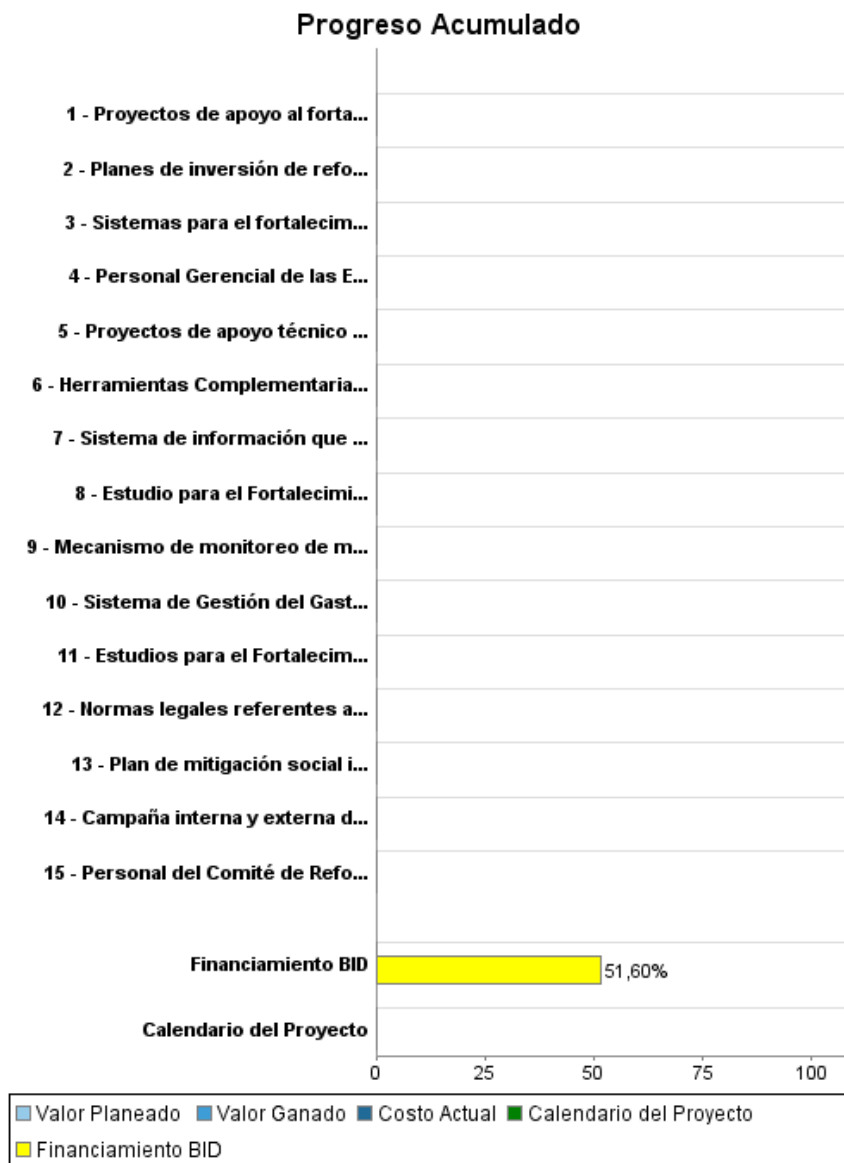 Progreso Acumulado
1 - Proyectos de apoyo al forta...
2 - Planes de inversión de refo...
3 - Sistemas para el fortalecim...
4 - Personal Gerencial de las E...
5 - Proyectos de apoyo técnico ...
6 - Herramientas Complementaria...
7 - Sistema de información que ...
8 - Estudio para el Fortalecimi...
9 - Mecanismo de monitoreo de m...
10 - Sistema de Gestión del Gast...
11 - Estudios para el Fortalecim...
12 - Normas legales referentes a...
13 - Plan de mitigación social i...
14 - Campaña interna y externa d...
15 - Personal del Comité de Refo...
Financiamiento BID 51,60%
Calendario del Proyecto
0 25 50 75 100
Valor Planeado Valor Ganado Costo Actual Calendario del Proyecto
Financiamiento BID